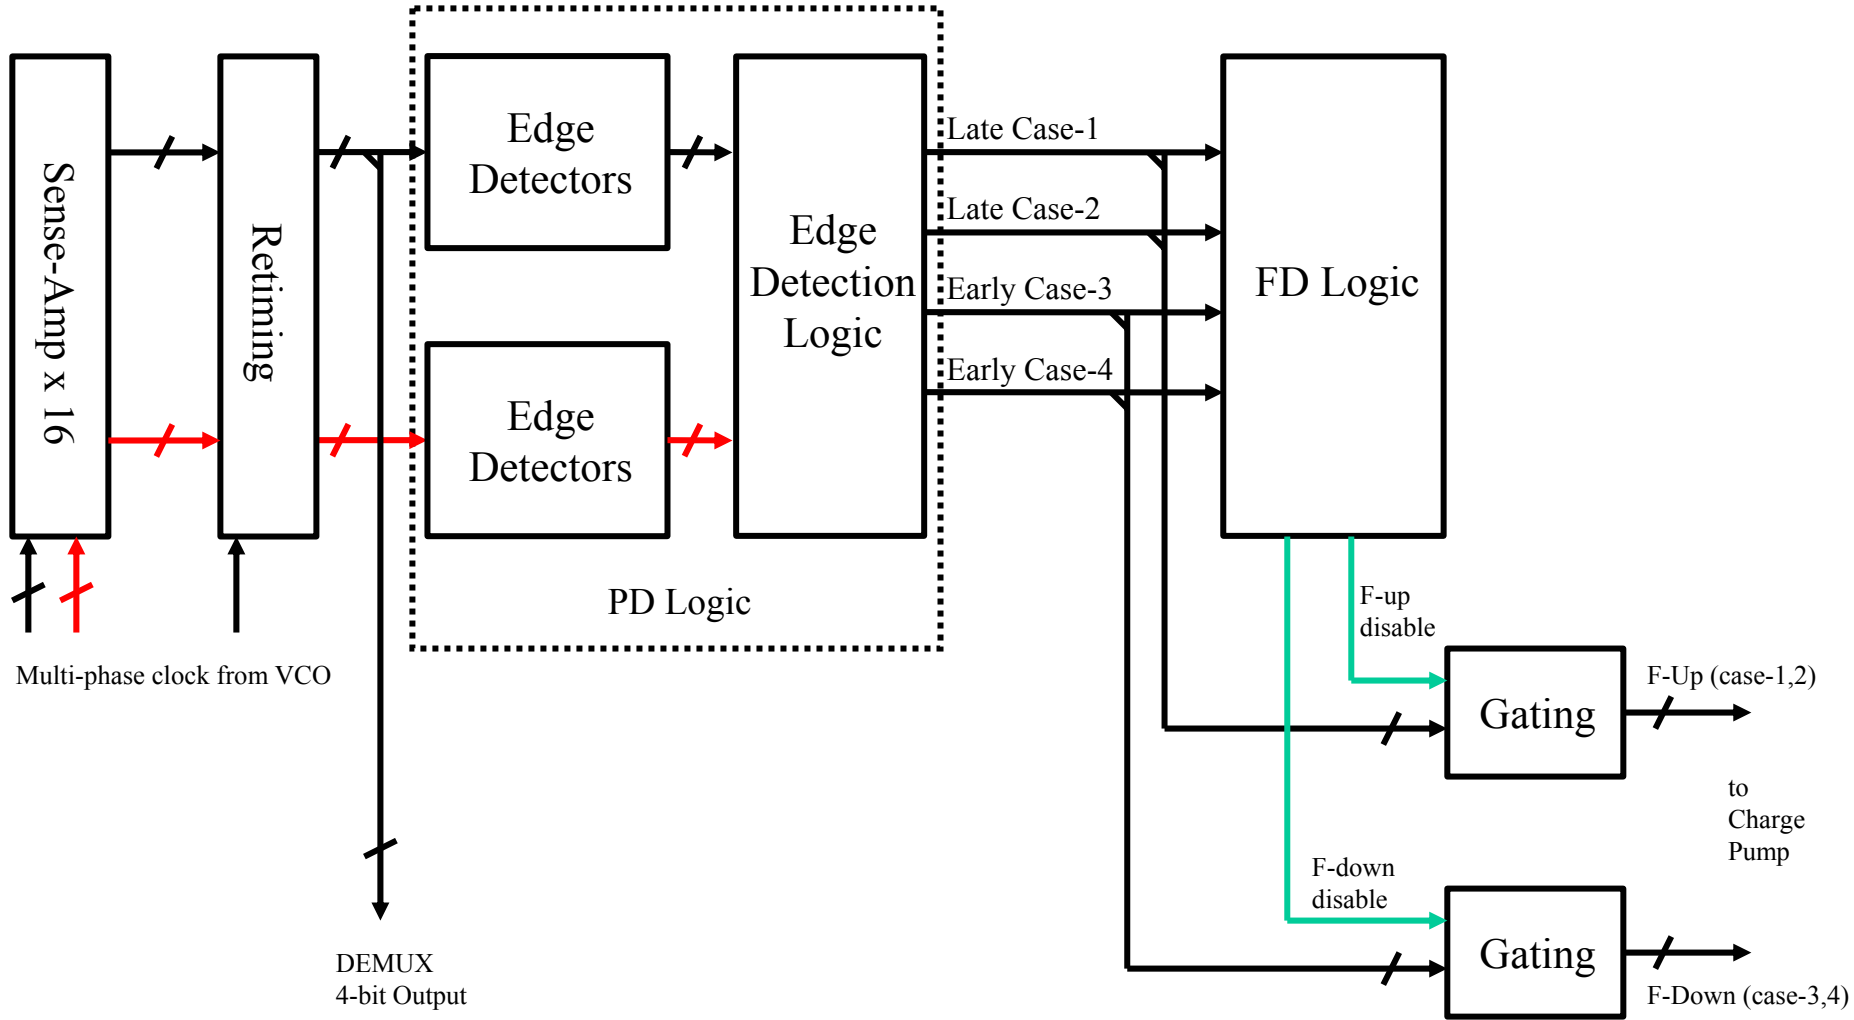 Sense-Amp x 16
Retiming
Edge
Detectors
Edge
Detectors
Edge
Detection
Logic
PD Logic
Late Case-1
Late Case-2
Early Case-3
Early Case-4
FD Logic
Multi-phase clock from VCO
F-up
disable
Gating
F-Up (case-1,2)
to
Charge
Pump
F-down
disable
Gating
F-Down (case-3,4)
DEMUX
4-bit Output